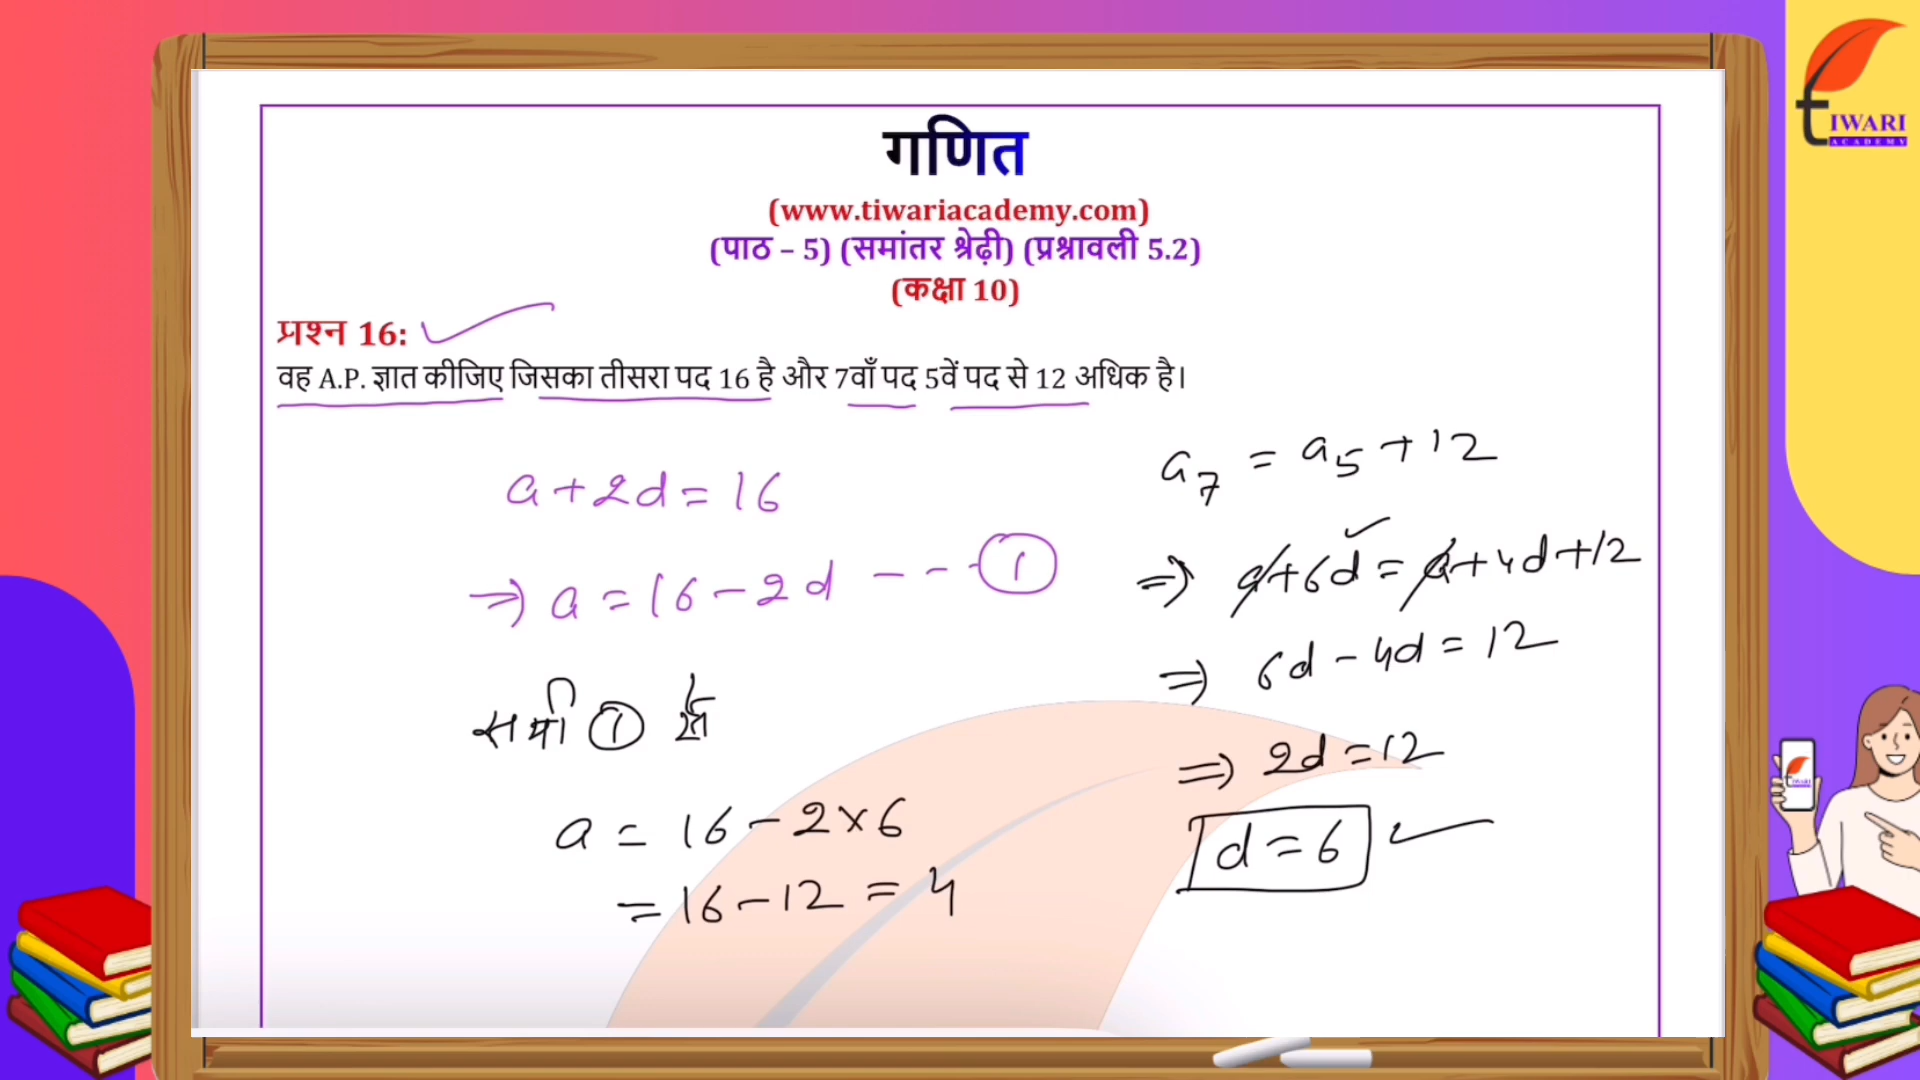 गणित
(www.tiwariacademy.com)
(पाठ – 5) (समांतर श्रेढ़ी) (प्रश्नावली 5.2)
(कक्षा 10)
प्रश्न 16:
वह A.P. ज्ञात कीजिए जिसका तीसरा पद 16 है और 7वाँ पद 5वें पद से 12 अधिक है।
a + 2d = 16
⇒ a = 16 – 2d - - - ①
समी ① से
a = 16 – 2×6
= 16 – 12 = 4
a₇ = a₅ + 12
⇒ a + 6d = a + 4d + 12
⇒ 6d – 4d = 12
⇒ 2d = 12
d = 6
TIWARI
ACADEMY